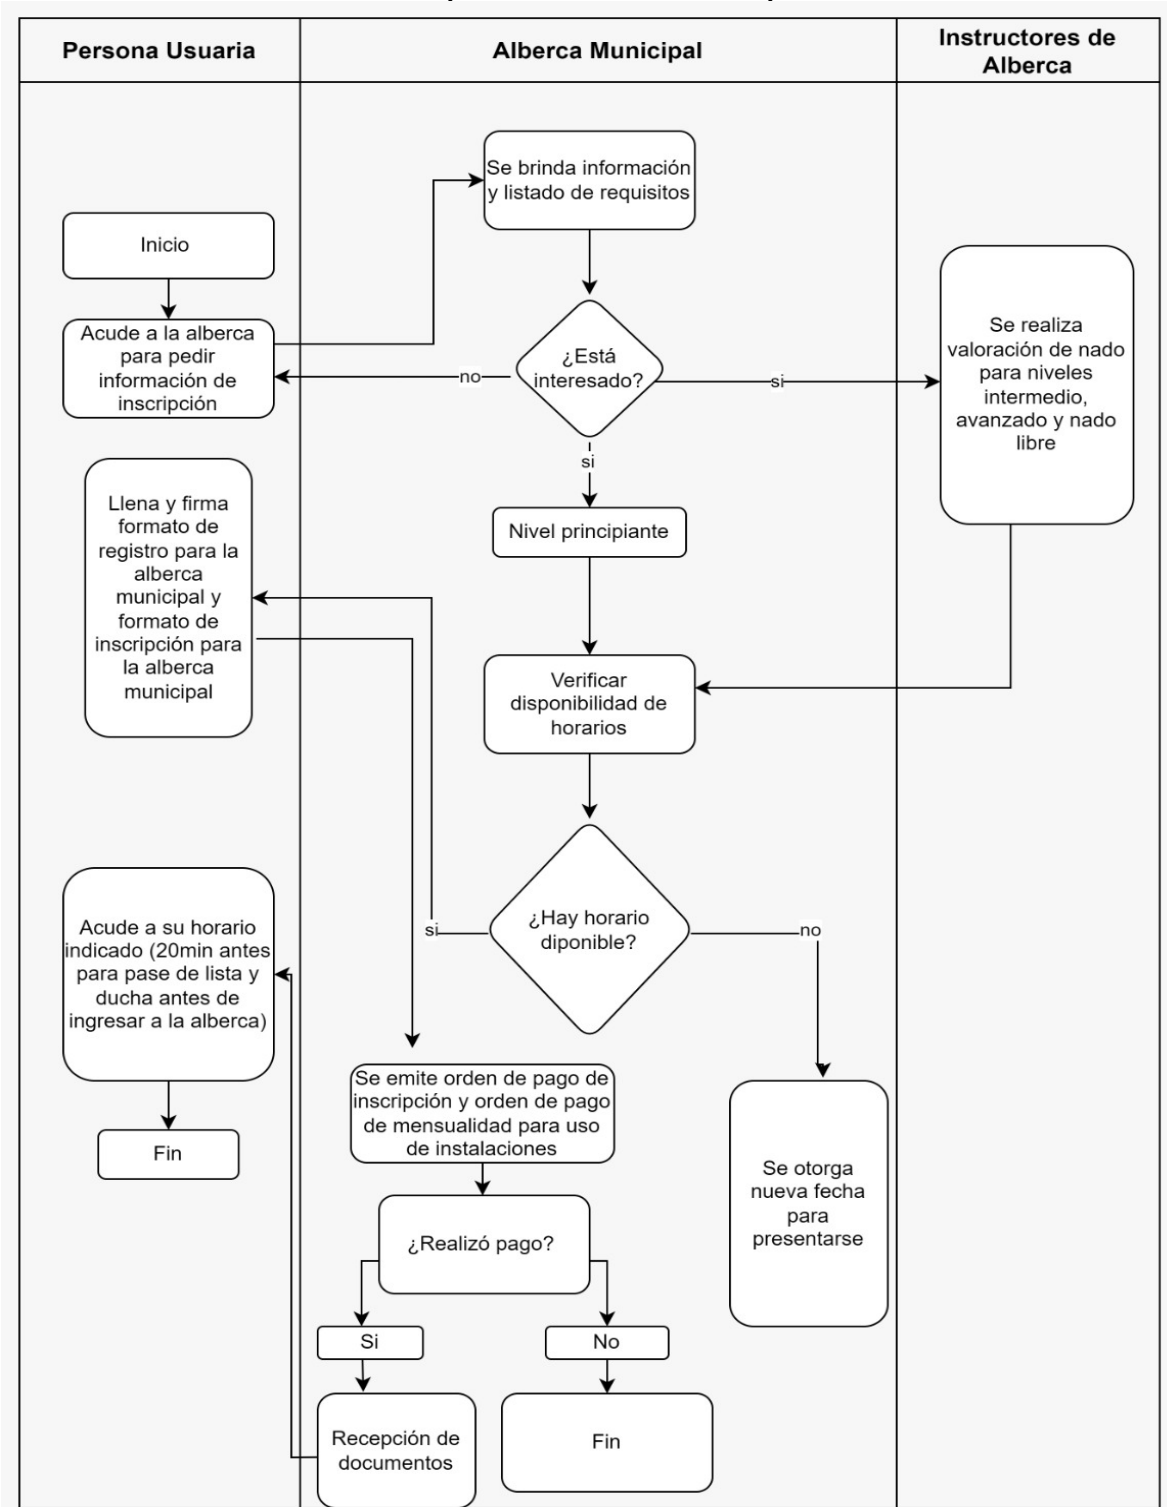 Persona Usuaria
Alberca Municipal
Instructores de
Alberca
Se brinda información
y listado de requisitos
Inicio
Acude a la alberca
para pedir
información de
inscripción
¿Está
interesado?
no
si
si
Se realiza
valoración de nado
para niveles
intermedio,
avanzado y nado
libre
Llena y firma
formato de
registro para la
alberca
municipal y
formato de
inscripción para
la alberca
municipal
Nivel principiante
Verificar
disponibilidad de
horarios
¿Hay horario
diponible?
si
no
Acude a su horario
indicado (20min antes
para pase de lista y
ducha antes de
ingresar a la alberca)
Fin
Se emite orden de pago de
inscripción y orden de pago
de mensualidad para uso
de instalaciones
¿Realizó pago?
Si
No
Se otorga
nueva fecha
para
presentarse
Recepción de
documentos
Fin